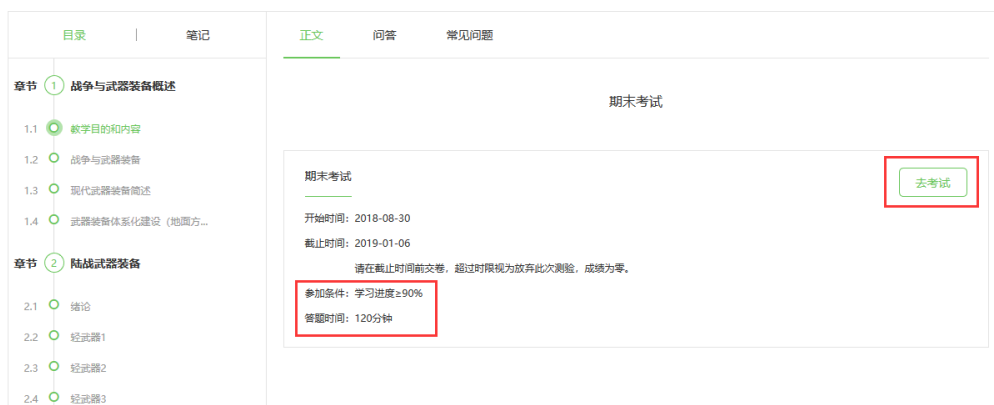 目录 | 笔记
章节 1 战争与武器装备概述
1.1 教学目的和内容
1.2 战争与武器装备
1.3 现代武器装备简述
1.4 武器装备体系化建设（地面方...
章节 2 陆战武器装备
2.1 绪论
2.2 轻武器1
2.3 轻武器2
2.4 轻武器3
正文 问答 常见问题
期末考试
期末考试
去考试
开始时间：2018-08-30
截止时间：2019-01-06
请在截止时间前交卷，超过时限视为放弃此次测验，成绩为零。
参加条件：学习进度≥90%
答题时间：120分钟